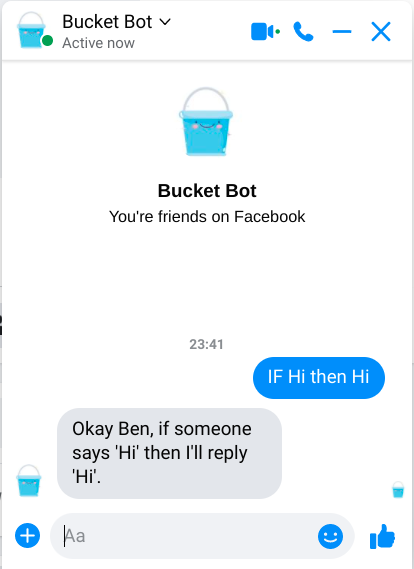 Bucket Bot
Active now
Bucket Bot
You're friends on Facebook
23:41
IF Hi then Hi
Okay Ben, if someone
says 'Hi' then I'll reply
'Hi'.
Aa